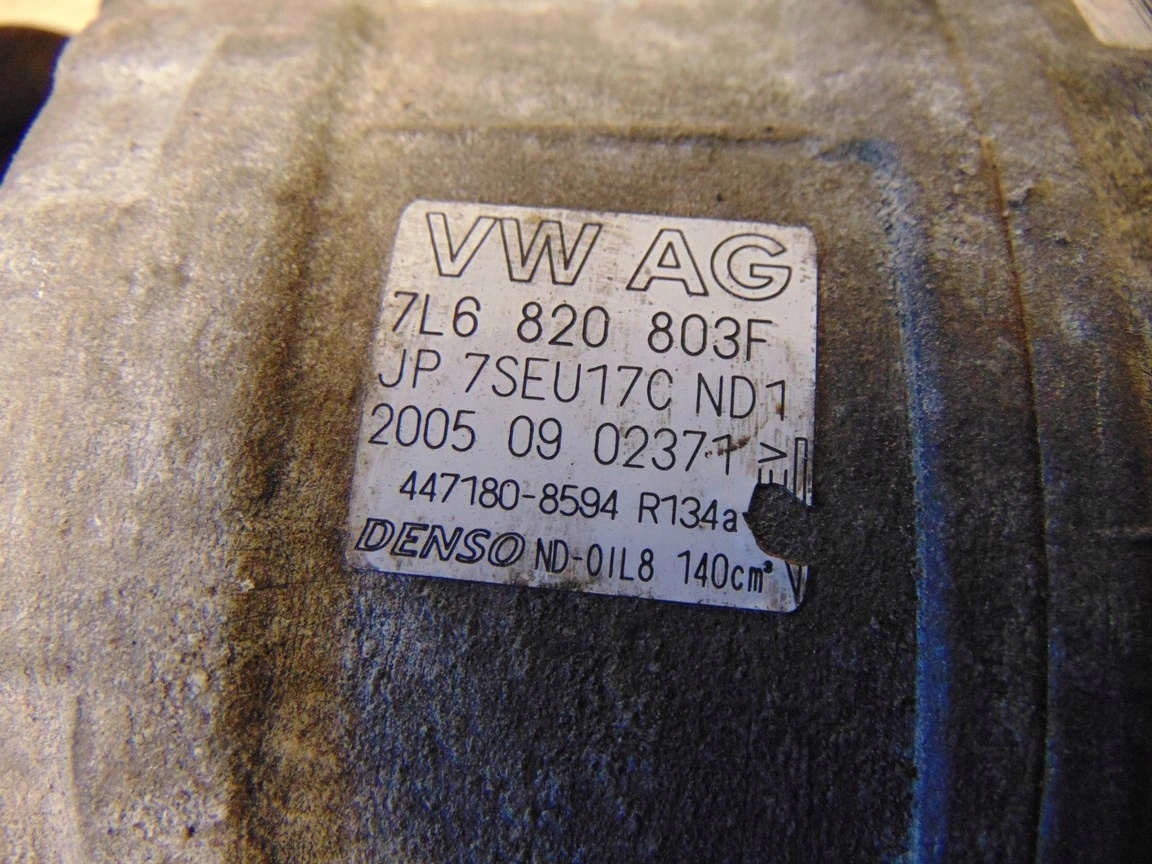 VW AG
7L6 820 803F
JP 7SEU17C ND1
2005 09 02371
447180-8594 R134a
DENSO ND-OIL8 140cm³